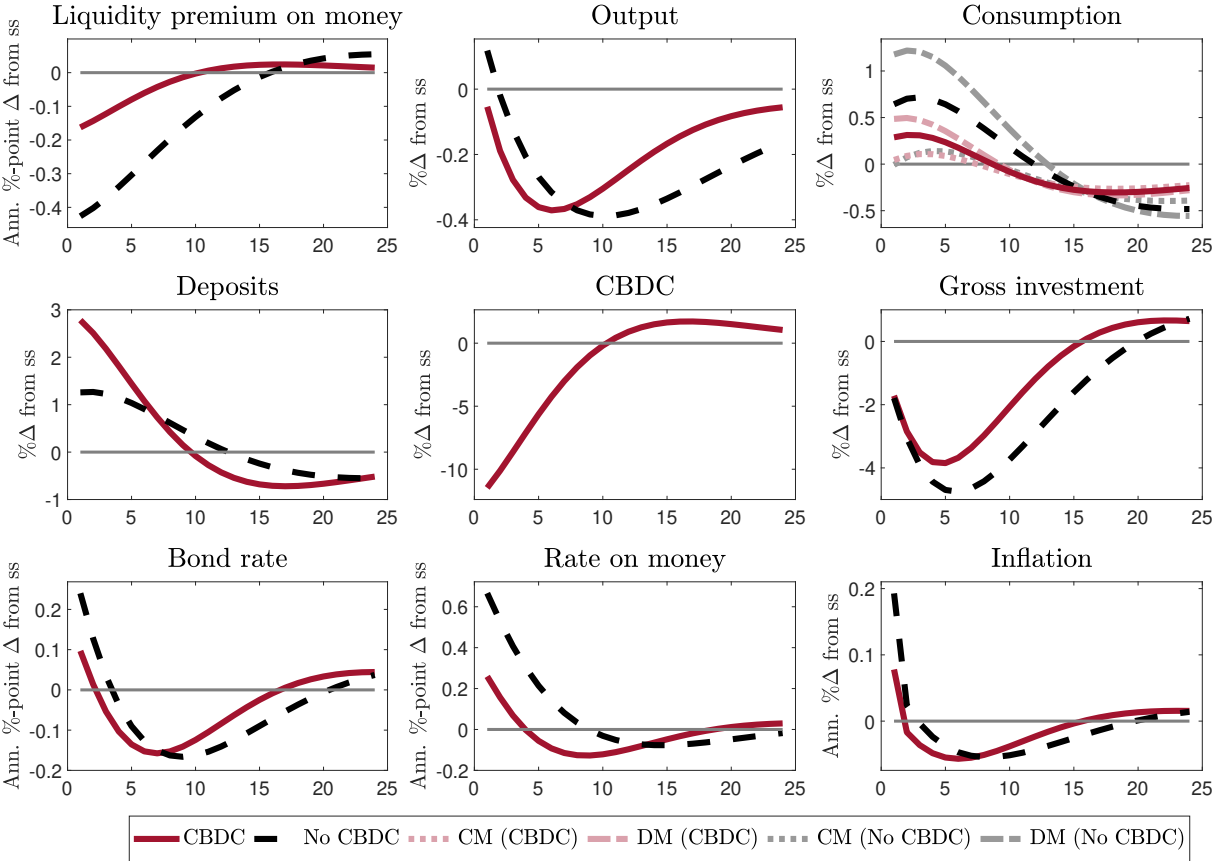 Liquidity premium on money
Ann. %-point Δ from ss
0
-0.1
-0.2
-0.3
-0.4
0 5 10 15 20 25
Output
%Δ from ss
0
-0.2
-0.4
0 5 10 15 20 25
Consumption
%Δ from ss
1
0.5
0
-0.5
0 5 10 15 20 25
Deposits
%Δ from ss
3
2
1
0
-1
0 5 10 15 20 25
CBDC
%Δ from ss
0
-5
-10
0 5 10 15 20 25
Gross investment
%Δ from ss
0
-2
-4
0 5 10 15 20 25
Bond rate
Ann. %-point Δ from ss
0.2
0.1
0
-0.1
-0.2
0 5 10 15 20 25
Rate on money
Ann. %-point Δ from ss
0.6
0.4
0.2
0
-0.2
0 5 10 15 20 25
Inflation
Ann. %Δ from ss
0.2
0.1
0
0 5 10 15 20 25
CBDC No CBDC CM (CBDC) DM (CBDC) CM (No CBDC) DM (No CBDC)